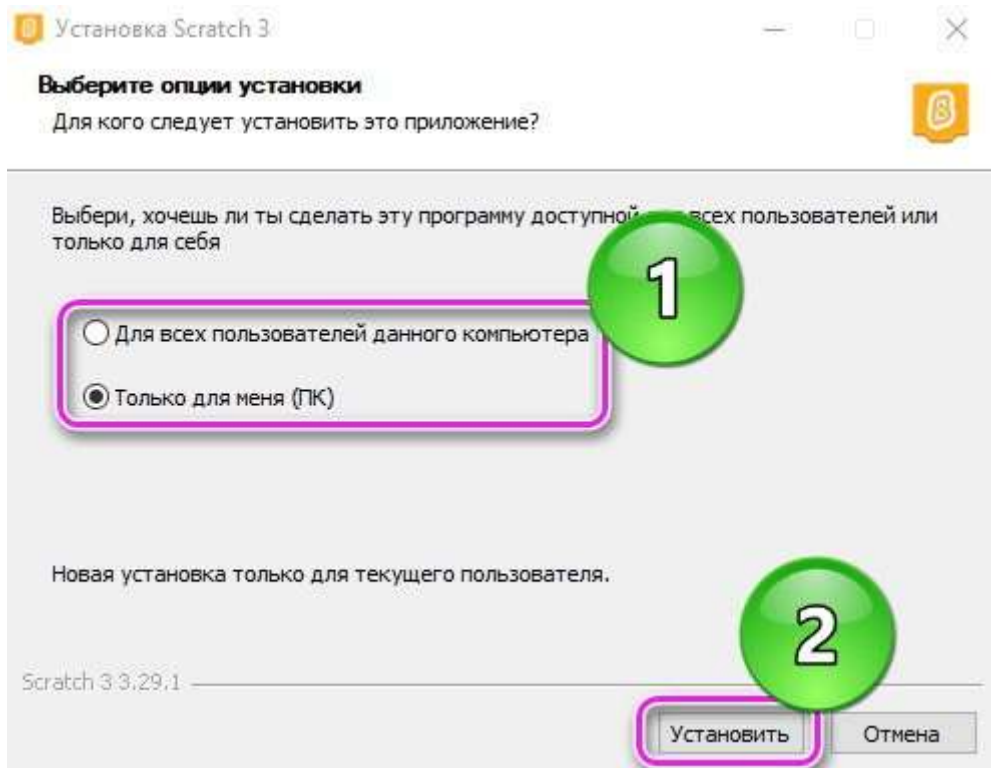 Установка Scratch 3
Выберите опции установки
Для кого следует установить это приложение?
Выбери, хочешь ли ты сделать эту программу доступной всех пользователей или
только для себя
1
Для всех пользователей данного компьютера
Только для меня (ПК)
Новая установка только для текущего пользователя.
2
Scratch 3 3.29.1
Установить Отмена